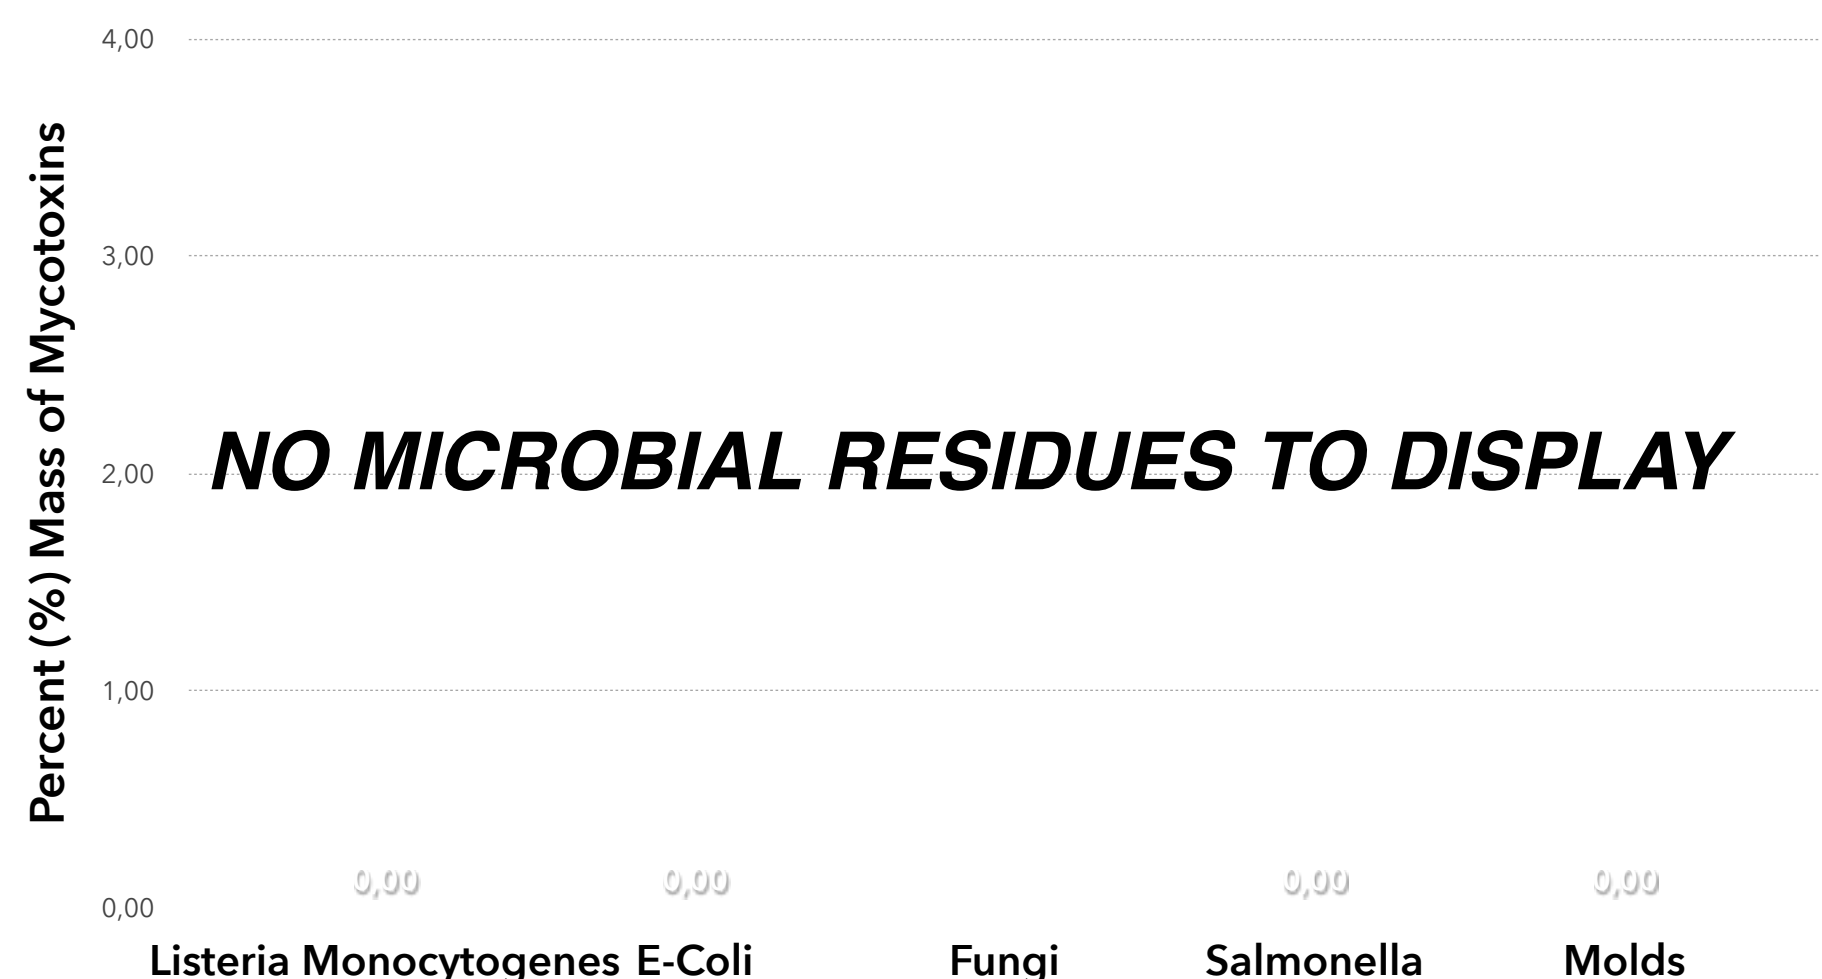 4,00
3,00
2,00
1,00
0,00
Percent (%) Mass of Mycotoxins
NO MICROBIAL RESIDUES TO DISPLAY
0,00 0,00 0,00 0,00
Listeria Monocytogenes E-Coli Fungi Salmonella Molds